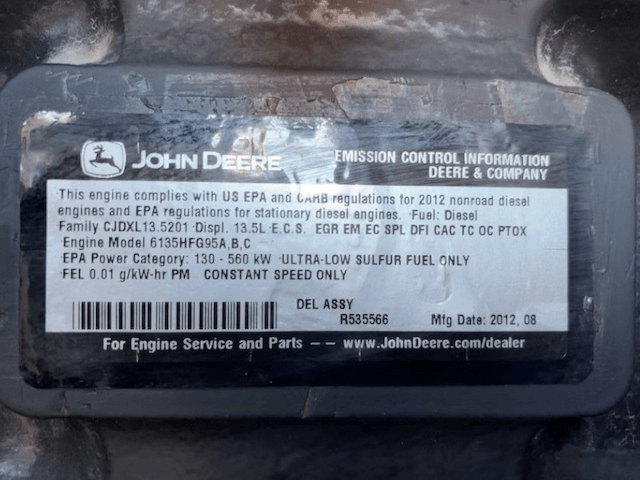 JOHN DEERE
EMISSION CONTROL INFORMATION
DEERE & COMPANY
This engine complies with US EPA and CARB regulations for 2012 nonroad diesel
engines and EPA regulations for stationary diesel engines. Fuel: Diesel
Family CJDXL13.5201 Displ. 13.5L E.C.S. EGR EM EC SPL DFI CAC TC OC PTOX
Engine Model 6135HFG95A,B,C
EPA Power Category: 130 - 560 kW ULTRA-LOW SULFUR FUEL ONLY
FEL 0.01 g/kW-hr PM CONSTANT SPEED ONLY
DEL ASSY
R535566 Mfg Date: 2012, 08
For Engine Service and Parts -- www.JohnDeere.com/dealer